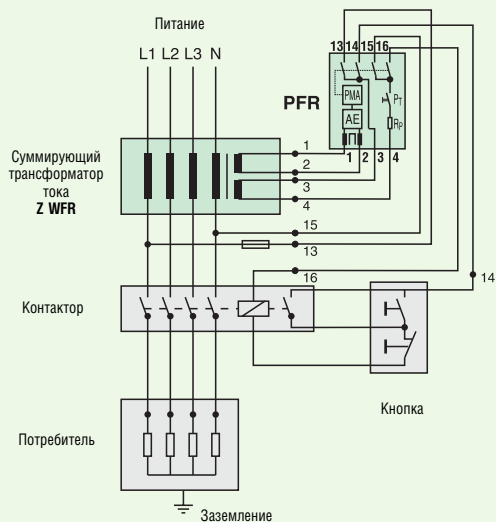 Питание
L1 L2 L3 N
13 14 15 16
PFR
PMA
AE
PT
RP
1 2 3 4
Суммирующий
трансформатор
тока
Z WFR
1
2
3
4
15
13
16
14
Контактор
Кнопка
Потребитель
Заземление